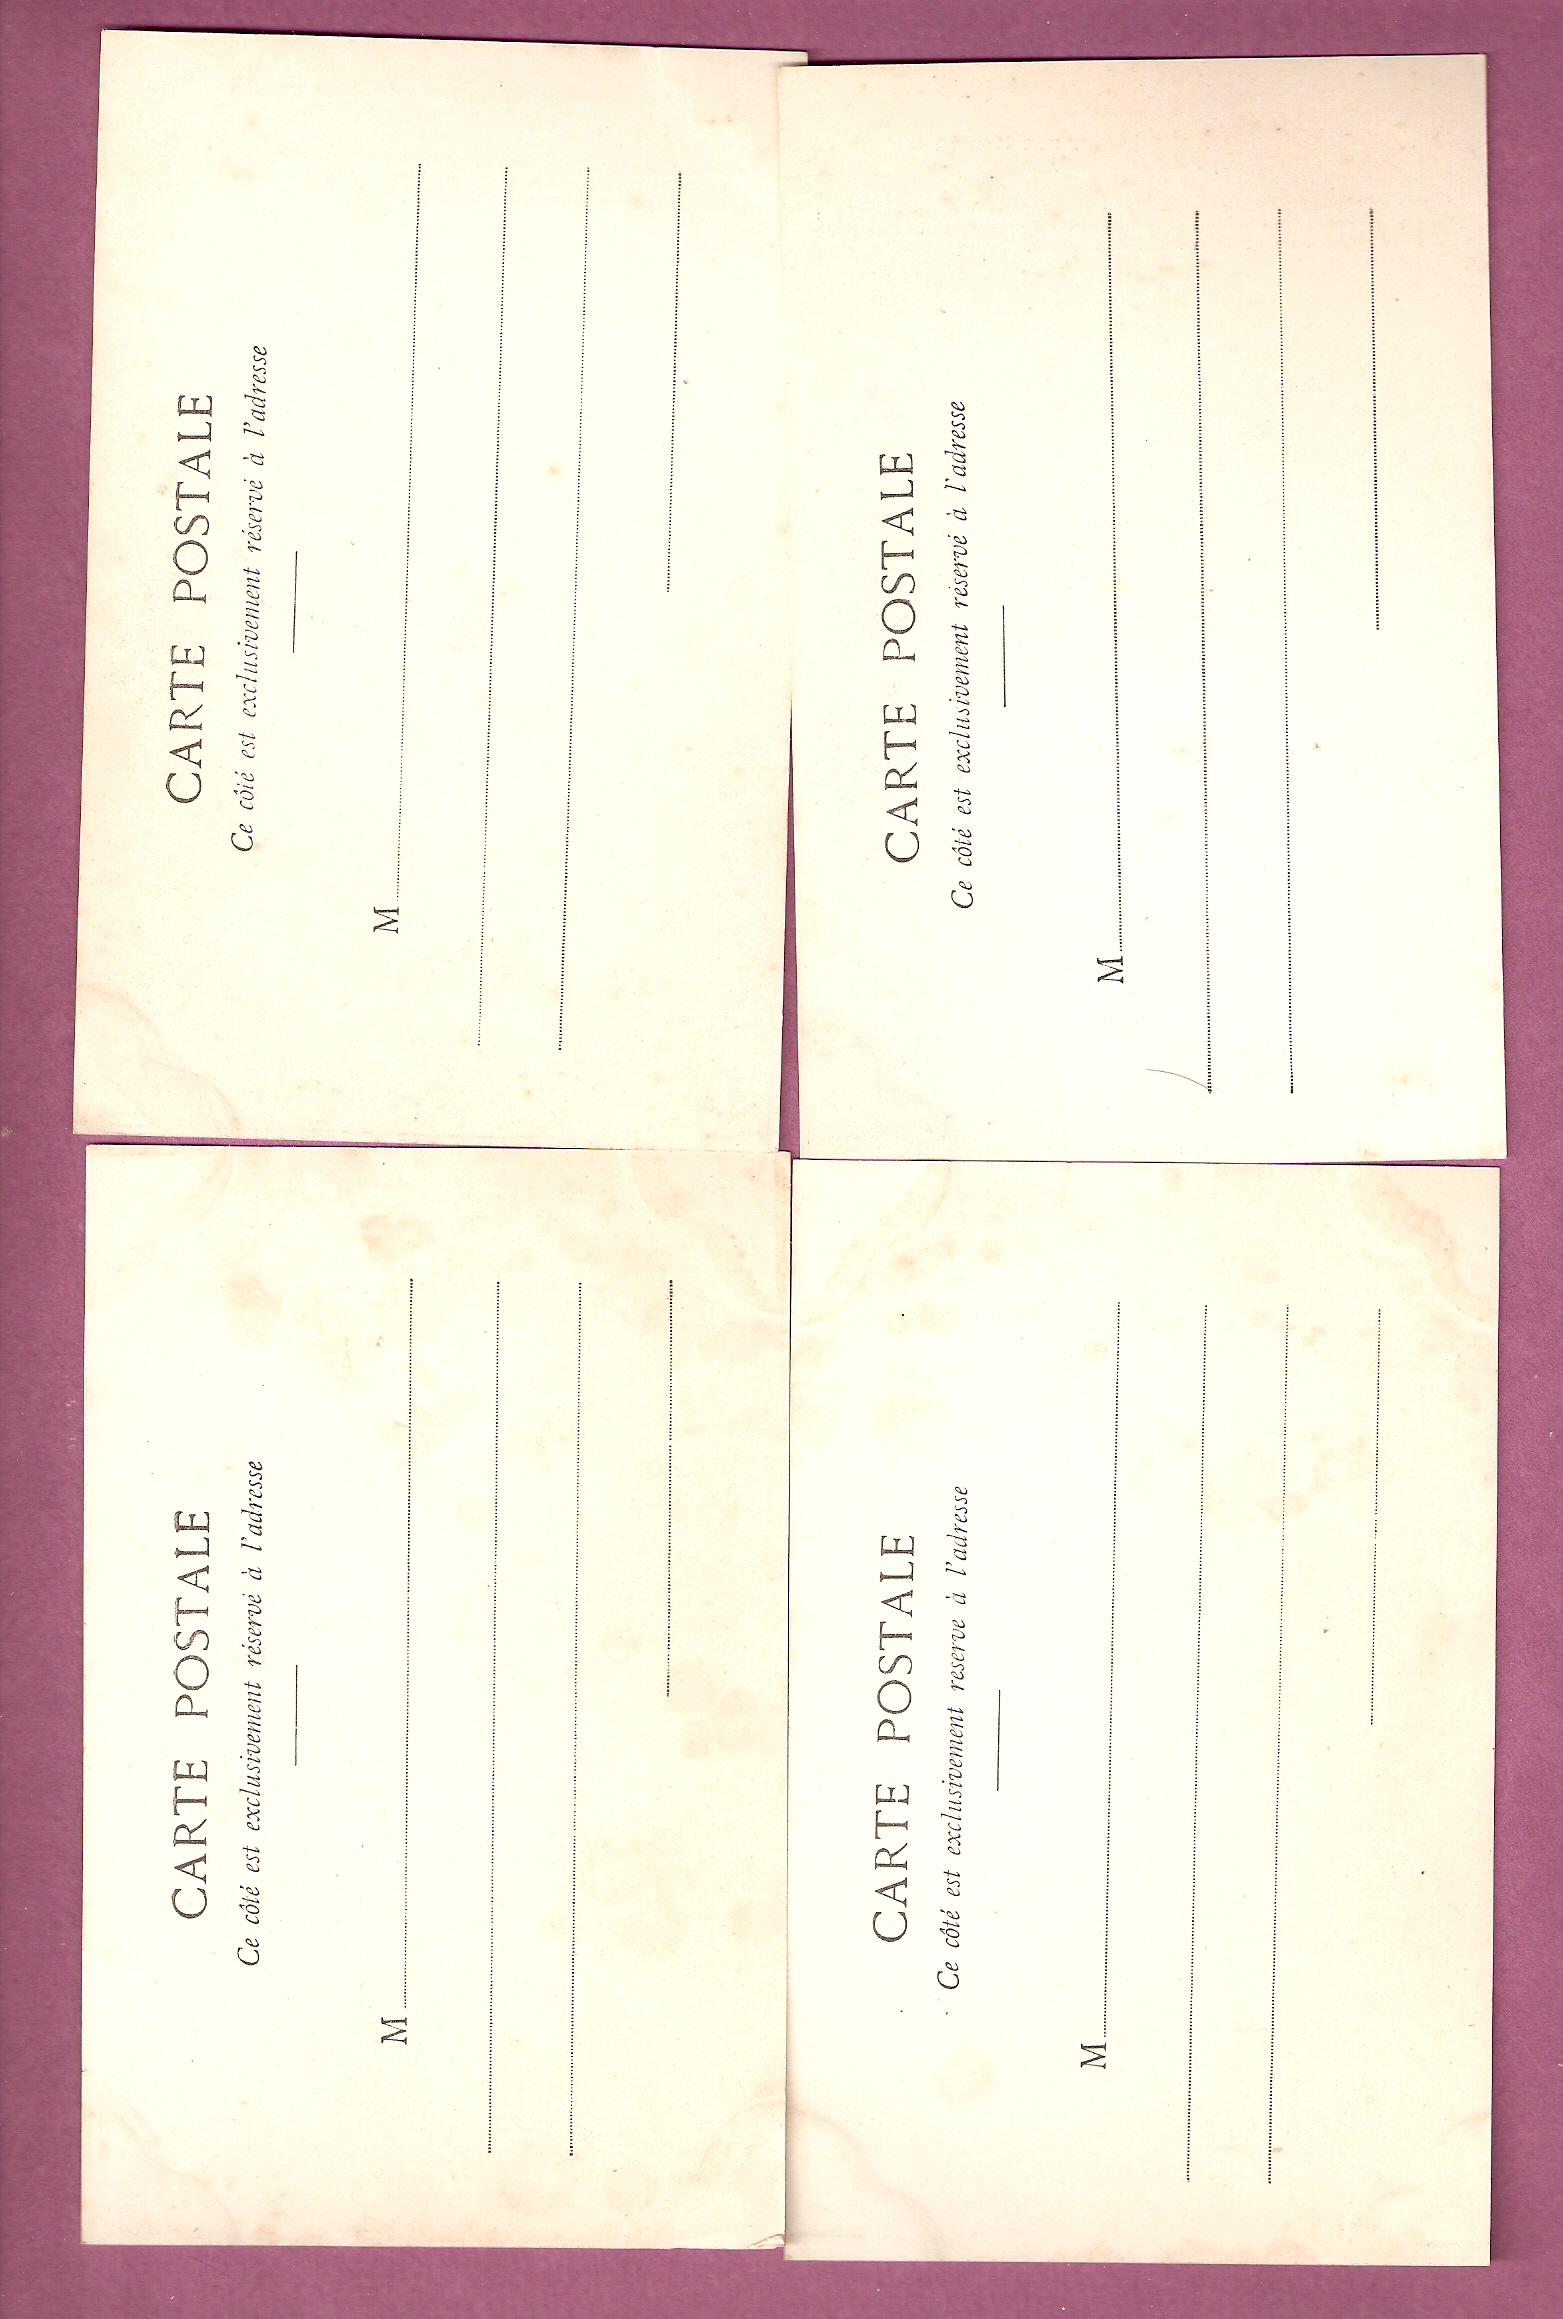 CARTE POSTALE
Ce côté est exclusivement réservé à l'adresse
M
CARTE POSTALE
Ce côté est exclusivement réservé à l'adresse
M
CARTE POSTALE
Ce côté est exclusivement réservé à l'adresse
M
CARTE POSTALE
Ce côté est exclusivement reserve à l'adresse
M